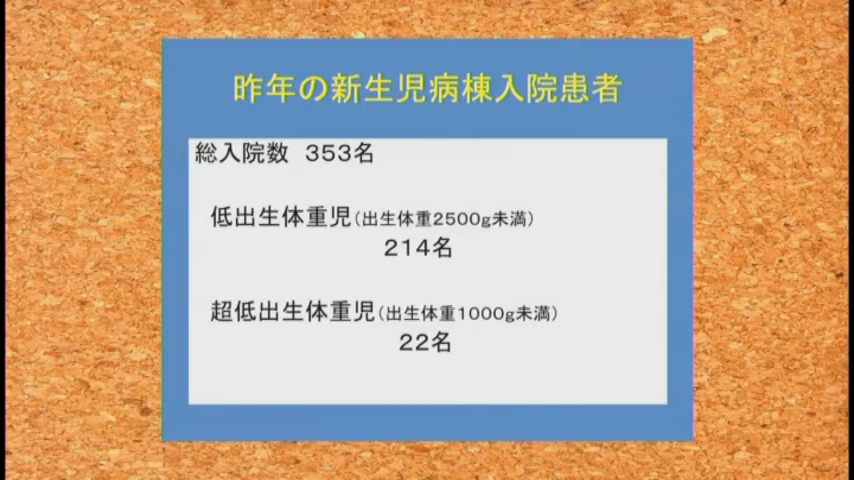 昨年の新生児病棟入院患者
総入院数　３５３名
低出生体重児（出生体重２５００ｇ未満）
２１４名
超低出生体重児（出生体重１０００ｇ未満）
２２名